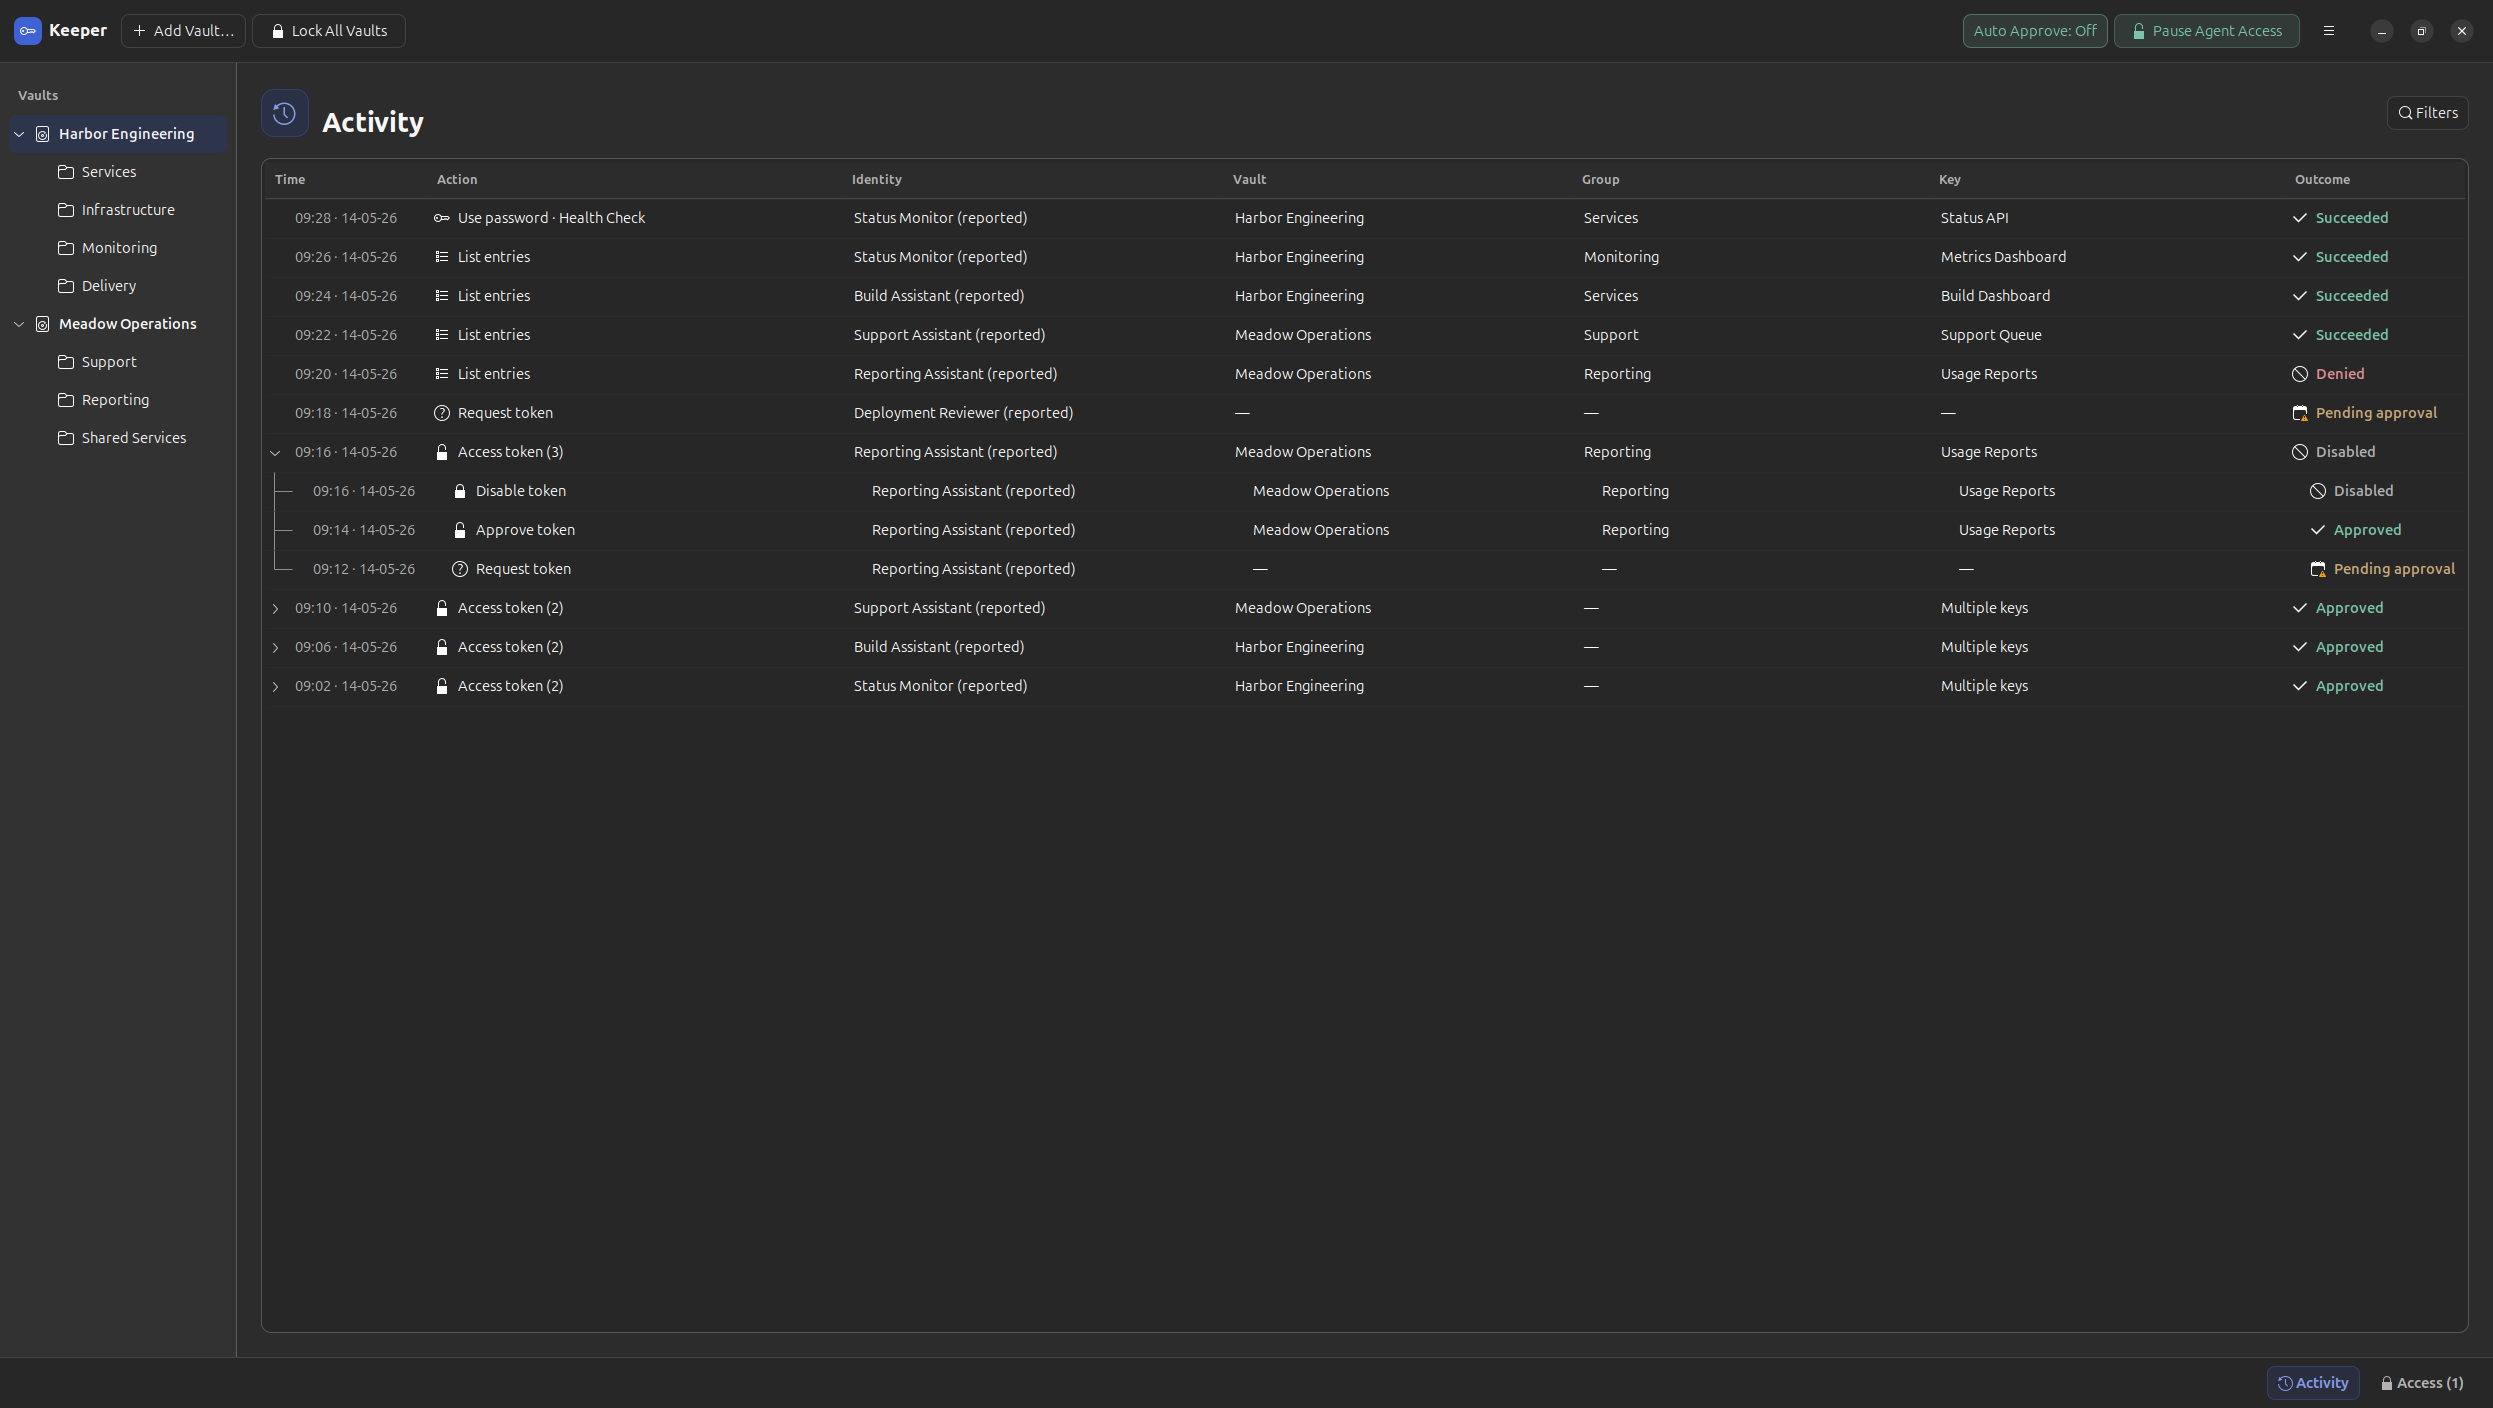 Keeper
Add Vault...
Lock All Vaults
Auto Approve: Off
Pause Agent Access
Vaults
Harbor Engineering
Services
Infrastructure
Monitoring
Delivery
Meadow Operations
Support
Reporting
Shared Services
Activity
Filters
Time Action Identity Vault Group Key Outcome
09:28 · 14-05-26 Use password · Health Check Status Monitor (reported) Harbor Engineering Services Status API Succeeded
09:26 · 14-05-26 List entries Status Monitor (reported) Harbor Engineering Monitoring Metrics Dashboard Succeeded
09:24 · 14-05-26 List entries Build Assistant (reported) Harbor Engineering Services Build Dashboard Succeeded
09:22 · 14-05-26 List entries Support Assistant (reported) Meadow Operations Support Support Queue Succeeded
09:20 · 14-05-26 List entries Reporting Assistant (reported) Meadow Operations Reporting Usage Reports Denied
09:18 · 14-05-26 Request token Deployment Reviewer (reported) — — — Pending approval
09:16 · 14-05-26 Access token (3) Reporting Assistant (reported) Meadow Operations Reporting Usage Reports Disabled
09:16 · 14-05-26 Disable token Reporting Assistant (reported) Meadow Operations Reporting Usage Reports Disabled
09:14 · 14-05-26 Approve token Reporting Assistant (reported) Meadow Operations Reporting Usage Reports Approved
09:12 · 14-05-26 Request token Reporting Assistant (reported) — — — Pending approval
09:10 · 14-05-26 Access token (2) Support Assistant (reported) Meadow Operations — Multiple keys Approved
09:06 · 14-05-26 Access token (2) Build Assistant (reported) Harbor Engineering — Multiple keys Approved
09:02 · 14-05-26 Access token (2) Status Monitor (reported) Harbor Engineering — Multiple keys Approved
Activity
Access (1)